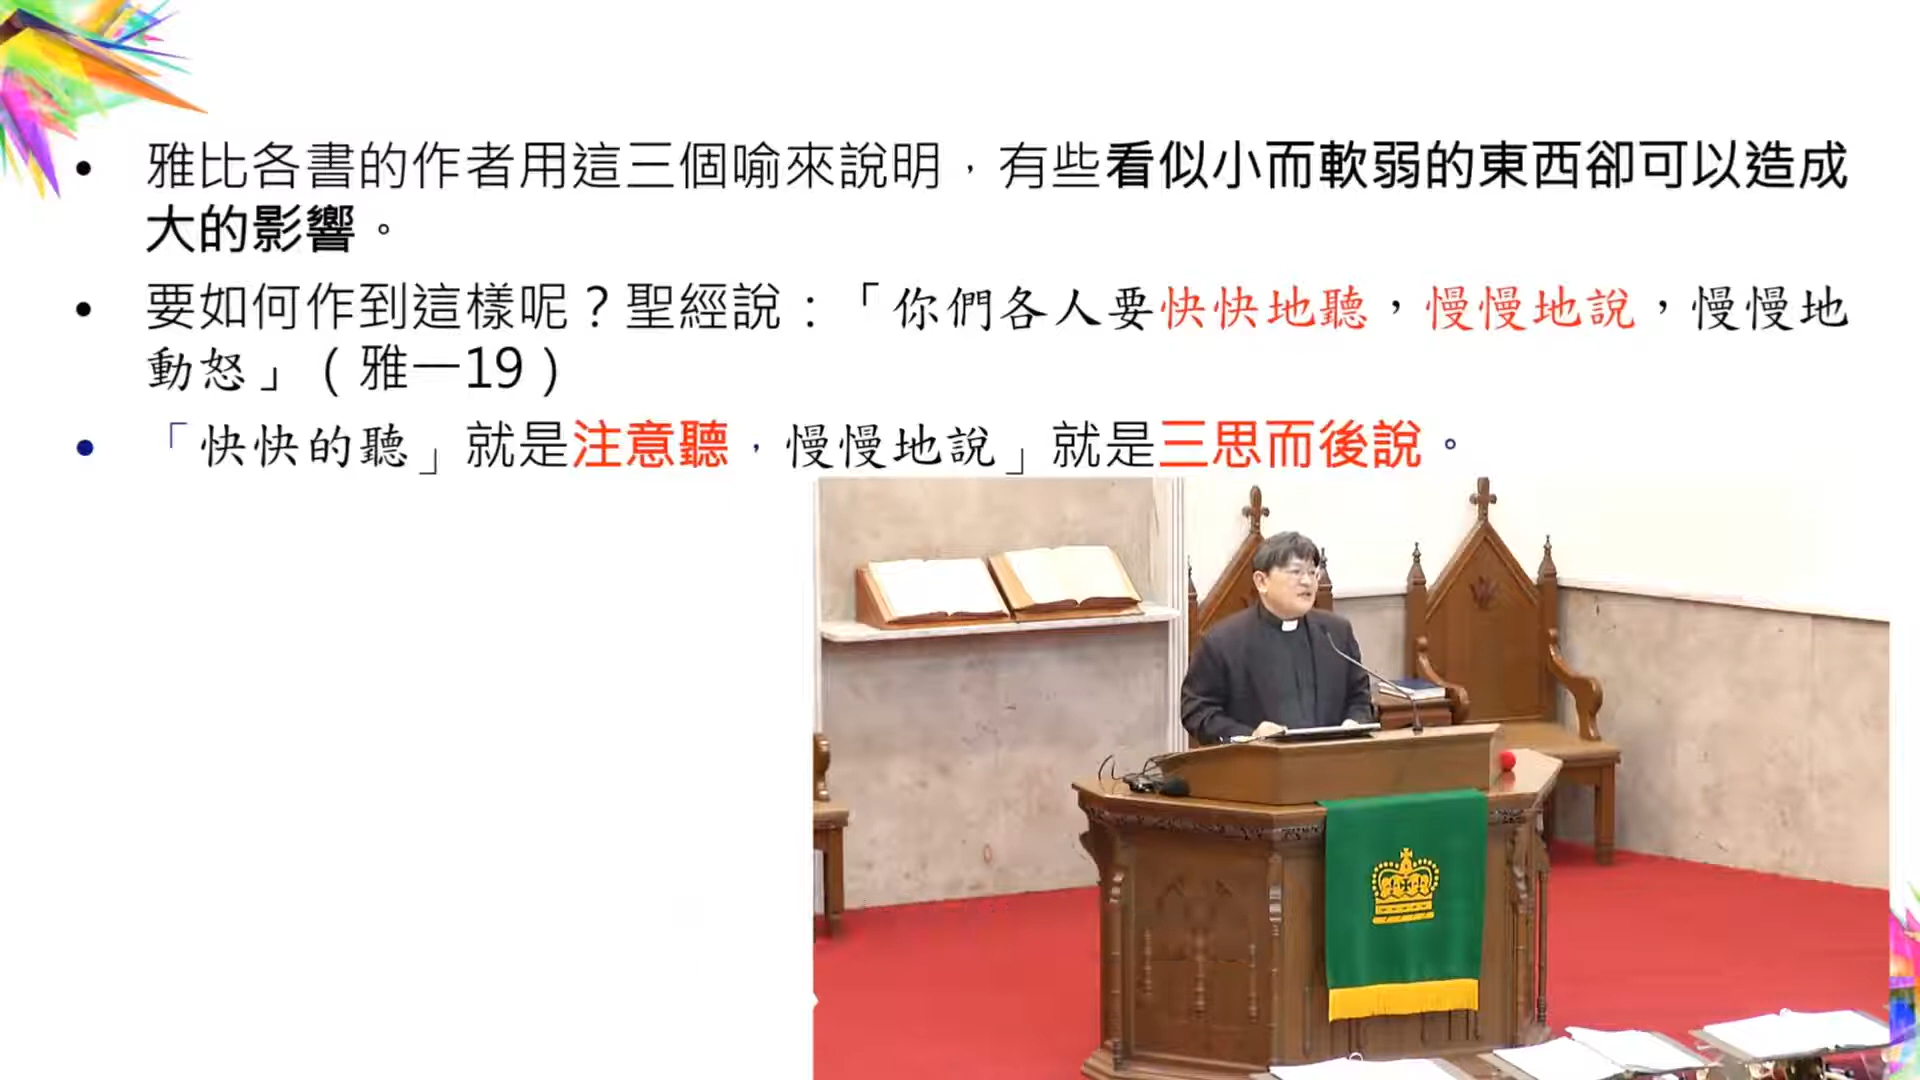 • 雅比各書的作者用這三個喻來說明，有些看似小而軟弱的東西卻可以造成
大的影響。
• 要如何作到這樣呢？聖經說：「你們各人要快快地聽，慢慢地說，慢慢地
動怒」（雅一19）
• 「快快的聽」就是注意聽，慢慢地說」就是三思而後說。